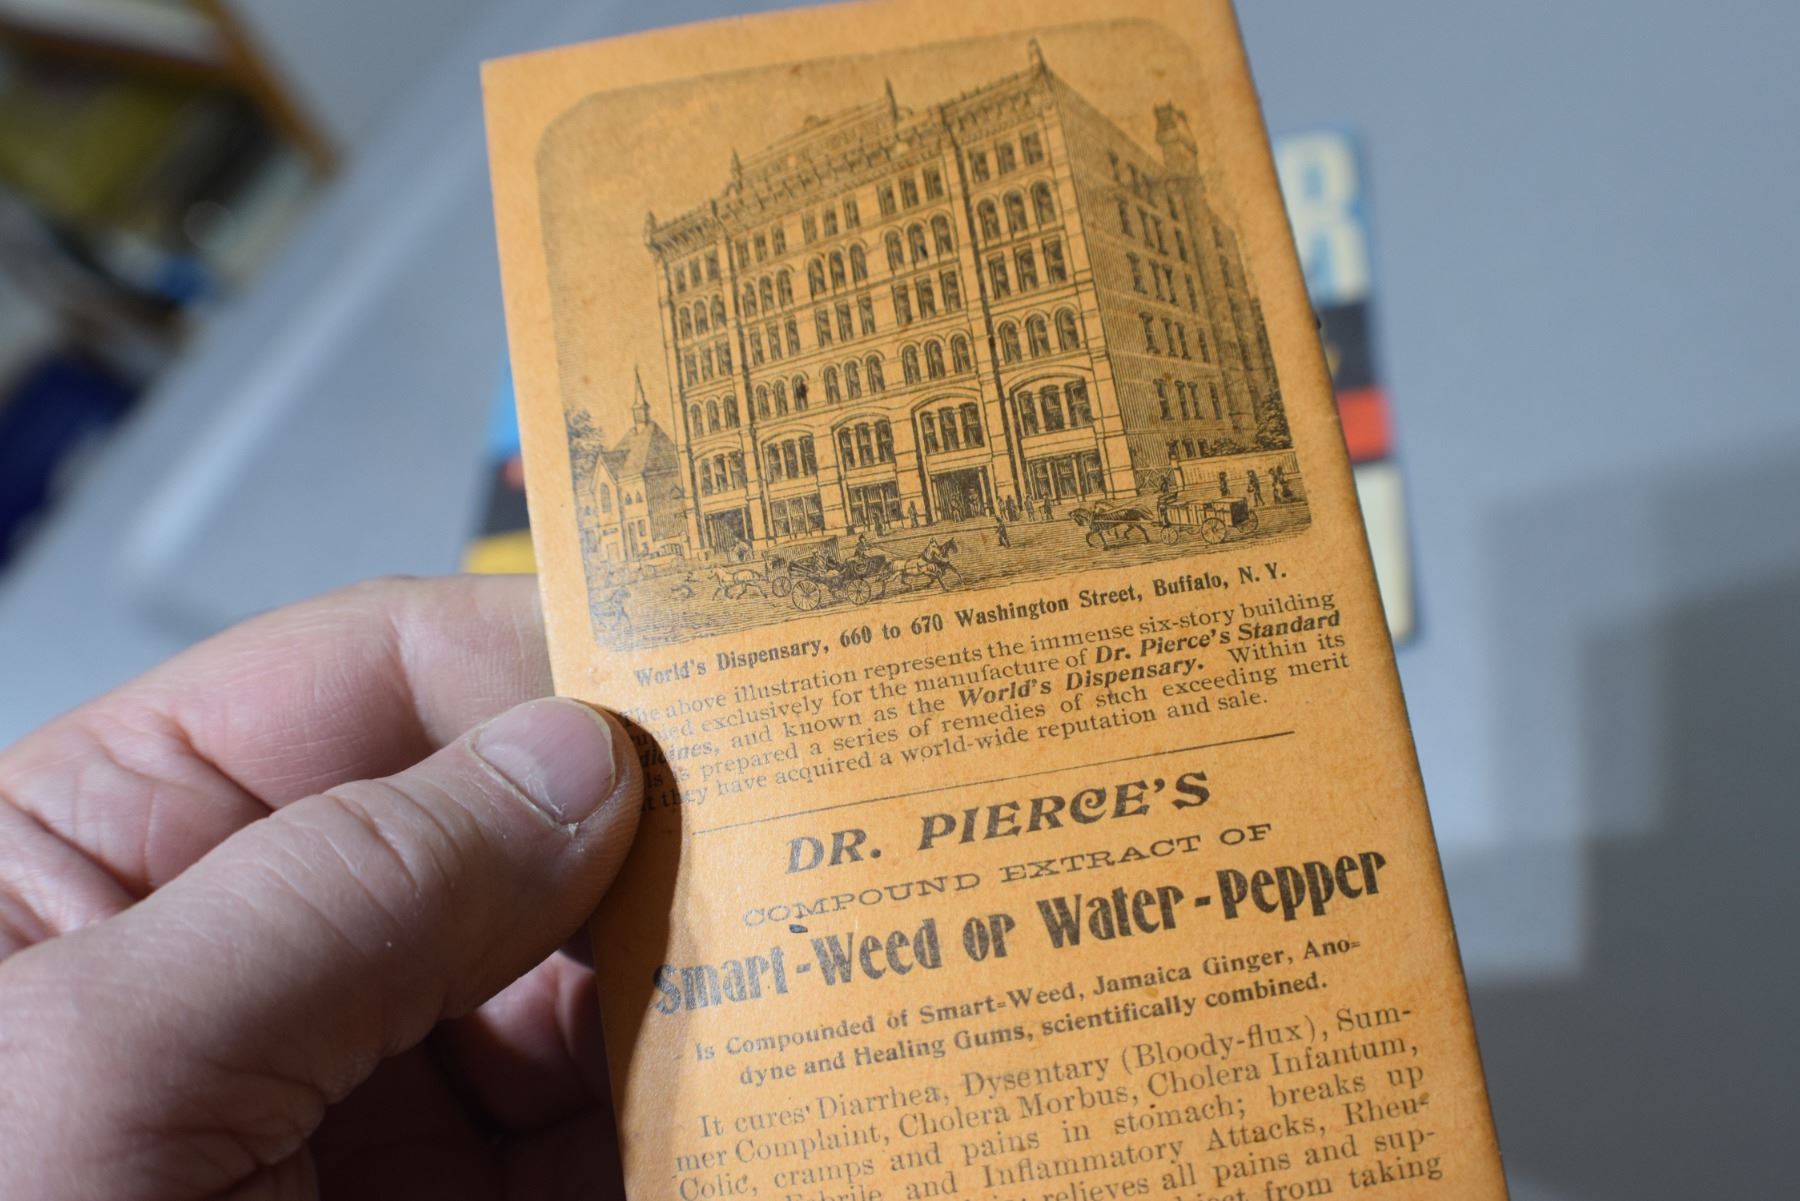 World's Dispensary, 660 to 670 Washington Street, Buffalo, N. Y.
The above illustration represents the immense six-story building
exclusively for the manufacture of Dr. Pierce's Standard
and known as the World's Dispensary. Within its
is prepared a series of remedies of such exceeding merit
they have acquired a world-wide reputation and sale.
DR. PIERCE'S
COMPOUND EXTRACT OF
Smart-Weed or Water-Pepper
Is Compounded of Smart=Weed, Jamaica Ginger, Ano=
dyne and Healing Gums, scientifically combined.
It cures Diarrhea, Dysentary (Bloody-flux), Sum-
mer Complaint, Cholera Morbus, Cholera Infantum,
Colic, cramps and pains in stomach; breaks up
Febrile and Inflammatory Attacks, Rheu-
relieves all pains and sup-
from taking
R